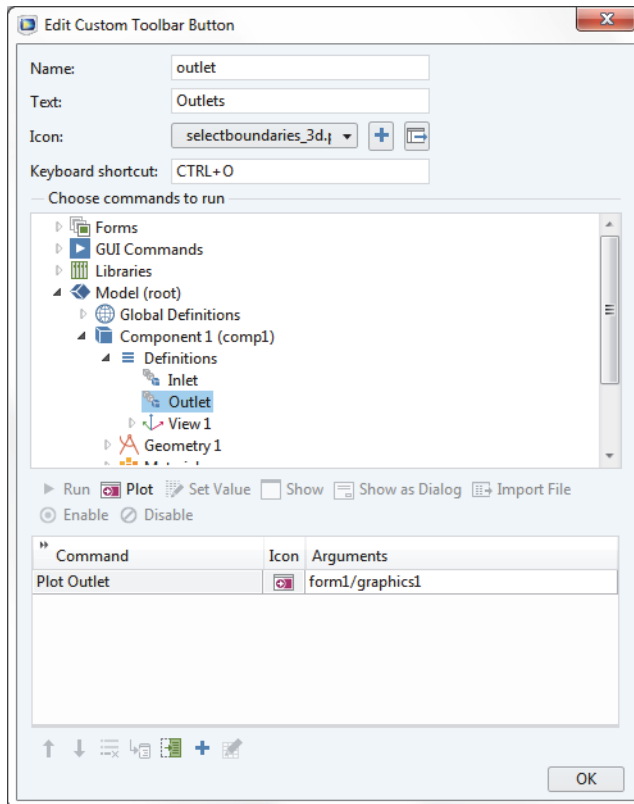 Edit Custom Toolbar Button
Name: outlet
Text: Outlets
Icon: selectboundaries_3d.p
Keyboard shortcut: CTRL+O
Choose commands to run
Forms
GUI Commands
Libraries
Model (root)
Global Definitions
Component 1 (comp1)
Definitions
Inlet
Outlet
View 1
Geometry 1
Run Plot Set Value Show Show as Dialog Import File
Enable Disable
Command Icon Arguments
Plot Outlet form1/graphics1
OK